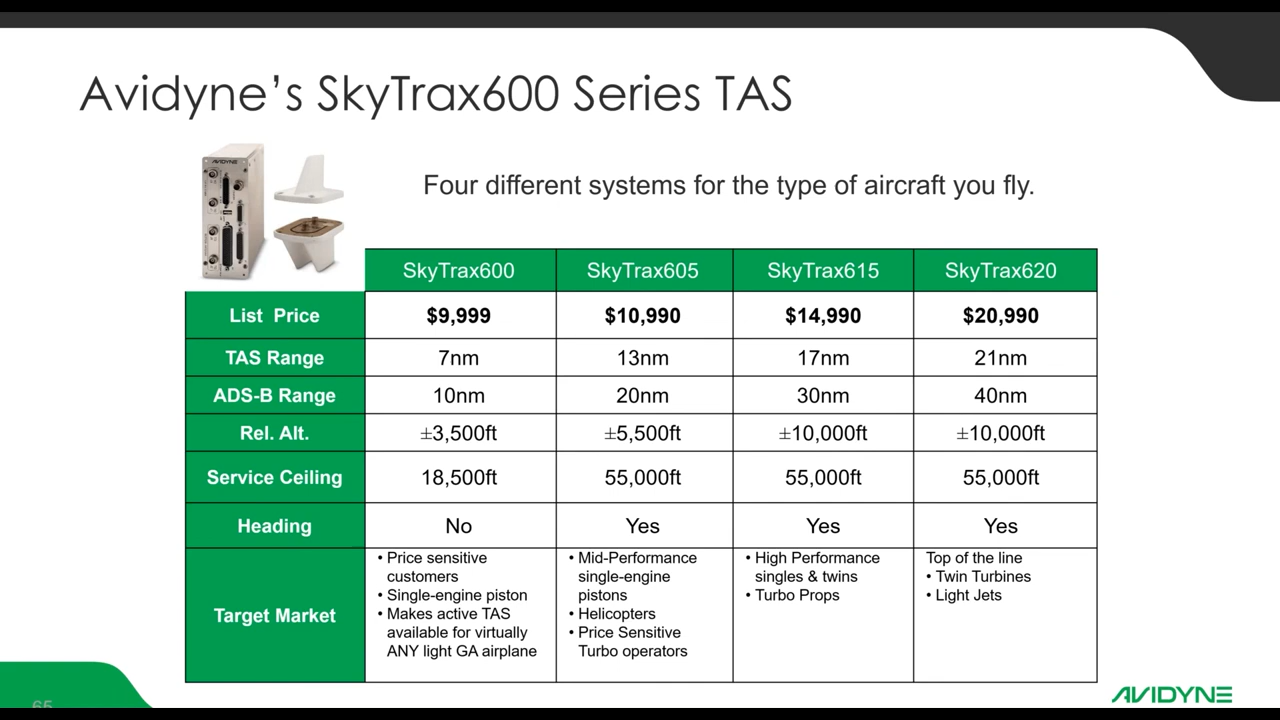 Avidyne's SkyTrax600 Series TAS
AVIDYNE
Four different systems for the type of aircraft you fly.
SkyTrax600 SkyTrax605 SkyTrax615 SkyTrax620
List Price $9,999 $10,990 $14,990 $20,990
TAS Range 7nm 13nm 17nm 21nm
ADS-B Range 10nm 20nm 30nm 40nm
Rel. Alt. ±3,500ft ±5,500ft ±10,000ft ±10,000ft
Service Ceiling 18,500ft 55,000ft 55,000ft 55,000ft
Heading No Yes Yes Yes
Target Market
• Price sensitive
customers
• Single-engine piston
• Makes active TAS
available for virtually
ANY light GA airplane
• Mid-Performance
single-engine
pistons
• Helicopters
• Price Sensitive
Turbo operators
• High Performance
singles & twins
• Turbo Props
Top of the line
• Twin Turbines
• Light Jets
65
AVIDYNE